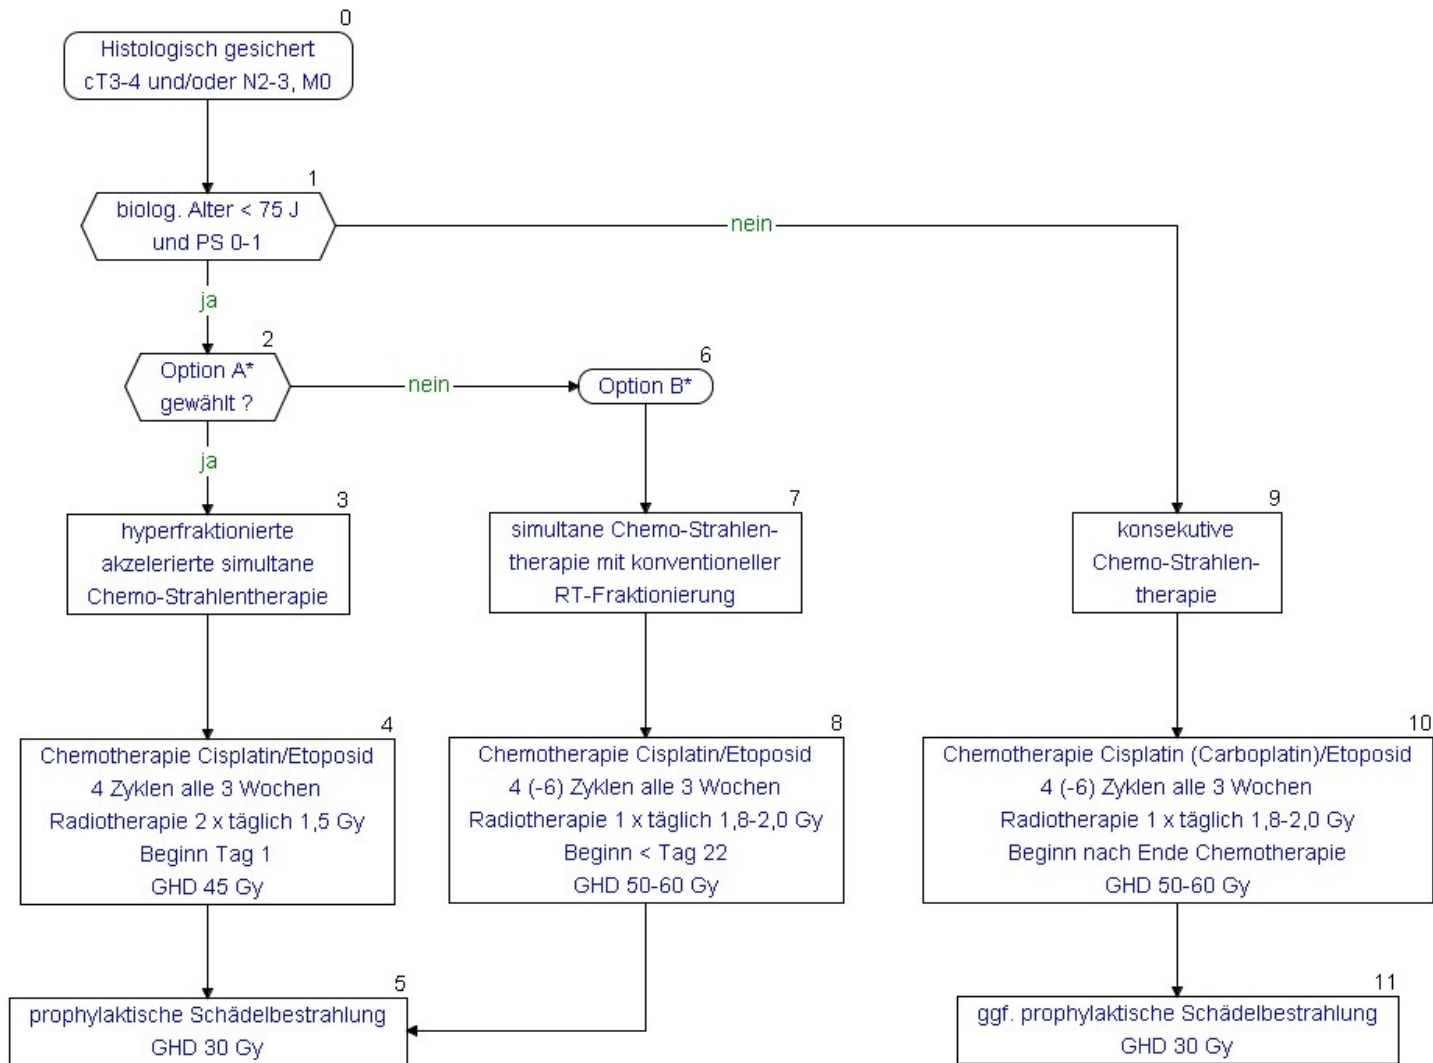 0
Histologisch gesichert
cT3-4 und/oder N2-3, M0
1
biolog. Alter < 75 J
und PS 0-1
nein
ja
2
Option A*
gewählt ?
nein
6
Option B*
ja
3
hyperfraktionierte
akzelerierte simultane
Chemo-Strahlentherapie
7
simultane Chemo-Strahlen-
therapie mit konventioneller
RT-Fraktionierung
9
konsekutive
Chemo-Strahlen-
therapie
4
Chemotherapie Cisplatin/Etoposid
4 Zyklen alle 3 Wochen
Radiotherapie 2 x täglich 1,5 Gy
Beginn Tag 1
GHD 45 Gy
8
Chemotherapie Cisplatin/Etoposid
4 (-6) Zyklen alle 3 Wochen
Radiotherapie 1 x täglich 1,8-2,0 Gy
Beginn < Tag 22
GHD 50-60 Gy
10
Chemotherapie Cisplatin (Carboplatin)/Etoposid
4 (-6) Zyklen alle 3 Wochen
Radiotherapie 1 x täglich 1,8-2,0 Gy
Beginn nach Ende Chemotherapie
GHD 50-60 Gy
5
prophylaktische Schädelbestrahlung
GHD 30 Gy
11
ggf. prophylaktische Schädelbestrahlung
GHD 30 Gy